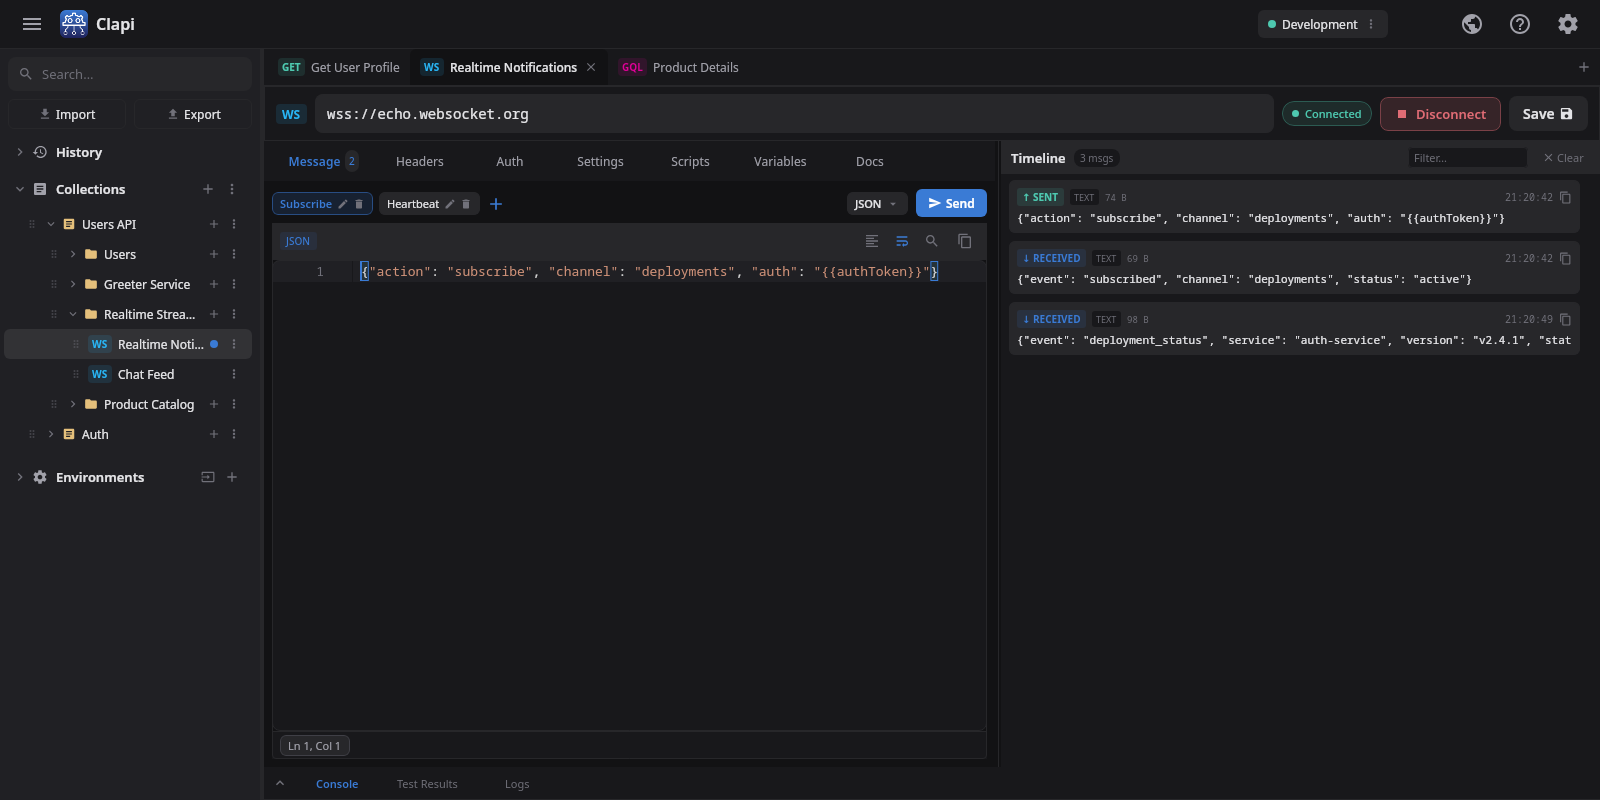 Clapi
Development
Search...
Import
Export
History
Collections
Users API
Users
Greeter Service
Realtime Strea...
WS Realtime Noti...
WS Chat Feed
Product Catalog
Auth
Environments
GET Get User Profile
WS Realtime Notifications
GQL Product Details
WS
wss://echo.websocket.org
Connected
Disconnect
Save
Message 2
Headers
Auth
Settings
Scripts
Variables
Docs
Subscribe
Heartbeat
JSON
Send
JSON
1 {"action": "subscribe", "channel": "deployments", "auth": "{{authToken}}"}
Ln 1, Col 1
Timeline 3 msgs
Filter...
Clear
↑ SENT TEXT 74 B 21:20:42
{"action": "subscribe", "channel": "deployments", "auth": "{{authToken}}"}
↓ RECEIVED TEXT 69 B 21:20:42
{"event": "subscribed", "channel": "deployments", "status": "active"}
↓ RECEIVED TEXT 98 B 21:20:49
{"event": "deployment_status", "service": "auth-service", "version": "v2.4.1", "stat
Console
Test Results
Logs